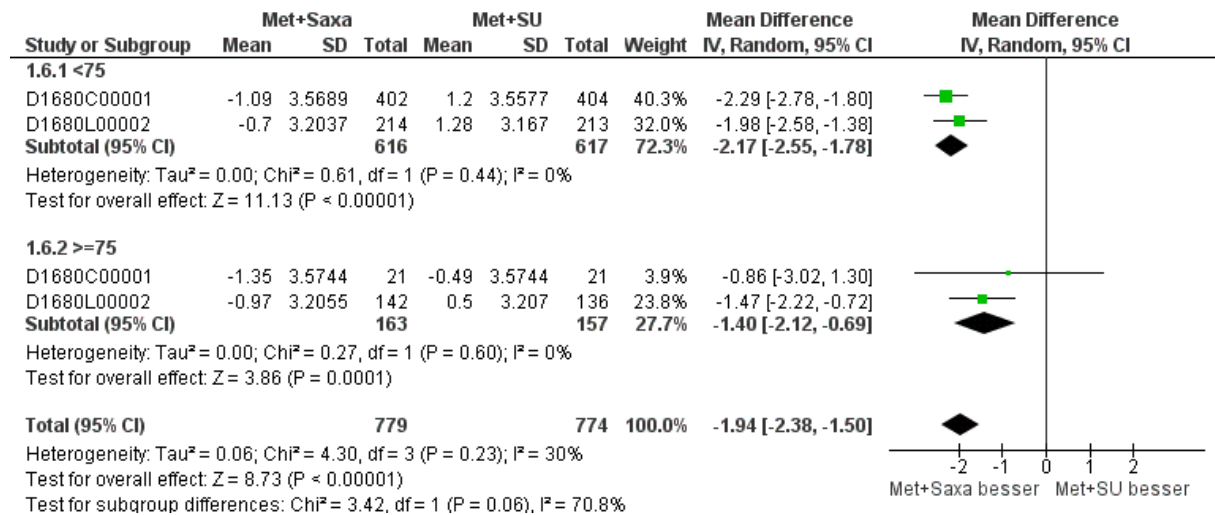 Met+Saxa Met+SU Mean Difference Mean Difference
Study or Subgroup Mean SD Total Mean SD Total Weight IV, Random, 95% CI IV, Random, 95% CI
1.6.1 <75
D1680C00001 -1.09 3.5689 402 1.2 3.5577 404 40.3% -2.29 [-2.78, -1.80]
D1680L00002 -0.7 3.2037 214 1.28 3.167 213 32.0% -1.98 [-2.58, -1.38]
Subtotal (95% CI) 616 617 72.3% -2.17 [-2.55, -1.78]
Heterogeneity: Tau² = 0.00; Chi² = 0.61, df = 1 (P = 0.44); I² = 0%
Test for overall effect: Z = 11.13 (P < 0.00001)
1.6.2 >=75
D1680C00001 -1.35 3.5744 21 -0.49 3.5744 21 3.9% -0.86 [-3.02, 1.30]
D1680L00002 -0.97 3.2055 142 0.5 3.207 136 23.8% -1.47 [-2.22, -0.72]
Subtotal (95% CI) 163 157 27.7% -1.40 [-2.12, -0.69]
Heterogeneity: Tau² = 0.00; Chi² = 0.27, df = 1 (P = 0.60); I² = 0%
Test for overall effect: Z = 3.86 (P = 0.0001)
Total (95% CI) 779 774 100.0% -1.94 [-2.38, -1.50]
Heterogeneity: Tau² = 0.06; Chi² = 4.30, df = 3 (P = 0.23); I² = 30%
Test for overall effect: Z = 8.73 (P < 0.00001)
Test for subgroup differences: Chi² = 3.42, df = 1 (P = 0.06), I² = 70.8%
-2 -1 0 1 2
Met+Saxa besser Met+SU besser